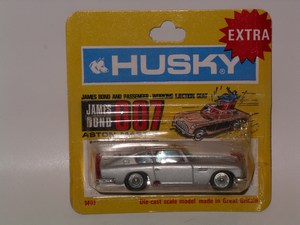 EXTRA
HUSKY
JAMES BOND AND PASSENGER - WORKING EJECTOR SEAT
JAMES
BOND 007
ASTON
Die-cast scale model made in Great Britain